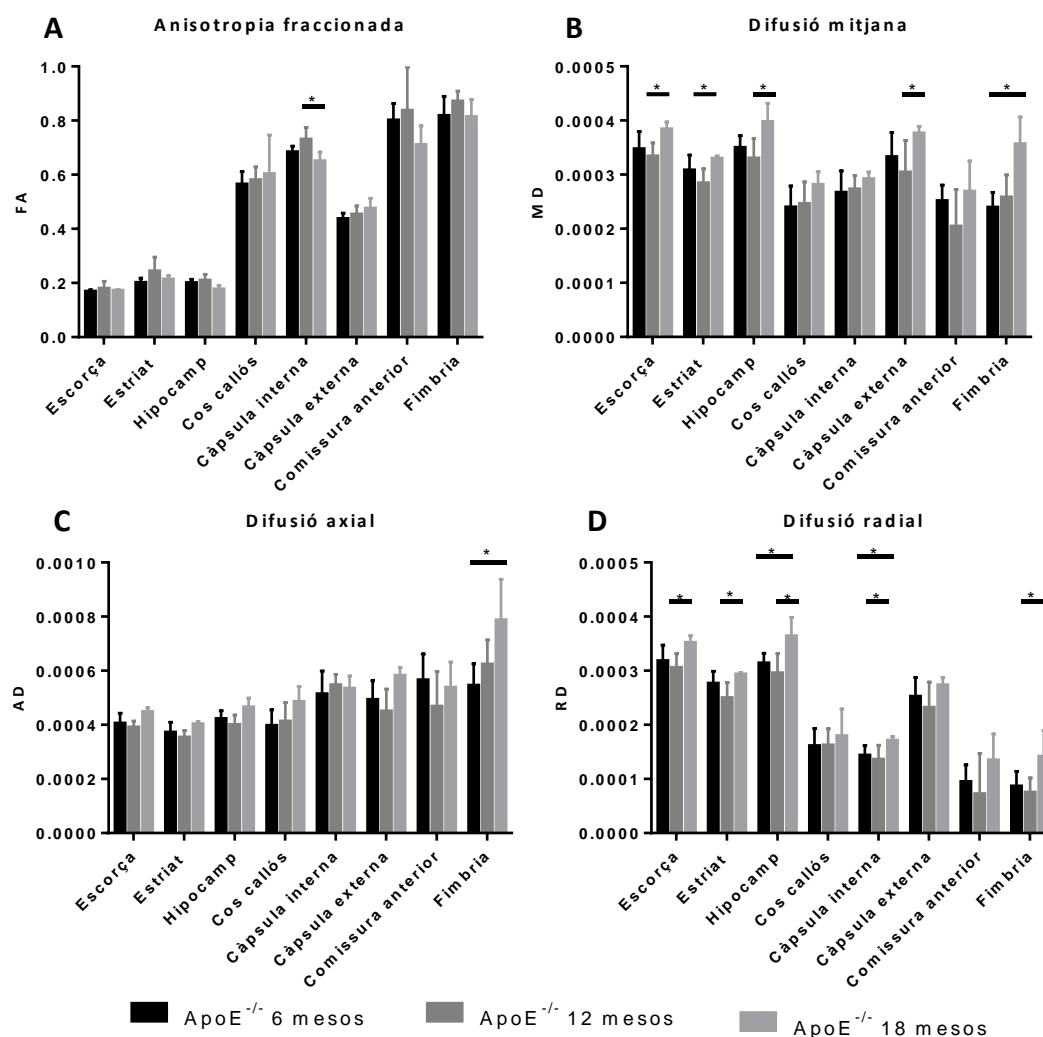 A
Anisotropia fraccionada
FA
1.0
0.8
0.6
0.4
0.2
0.0
*
Escorça
Estriat
Hipocamp
Cos callós
Càpsula interna
Càpsula externa
Comissura anterior
Fimbria
B
Difusió mitjana
MD
0.0005
0.0004
0.0003
0.0002
0.0001
0.0000
*
*
*
*
*
Escorça
Estriat
Hipocamp
Cos callós
Càpsula interna
Càpsula externa
Comissura anterior
Fimbria
C
Difusió axial
AD
0.0010
0.0008
0.0006
0.0004
0.0002
0.0000
*
Escorça
Estriat
Hipocamp
Cos callós
Càpsula interna
Càpsula externa
Comissura anterior
Fimbria
D
Difusió radial
RD
0.0005
0.0004
0.0003
0.0002
0.0001
0.0000
*
*
*
*
*
*
*
Escorça
Estriat
Hipocamp
Cos callós
Càpsula interna
Càpsula externa
Comissura anterior
Fimbria
ApoE-/- 6 mesos
ApoE-/- 12 mesos
ApoE-/- 18 mesos